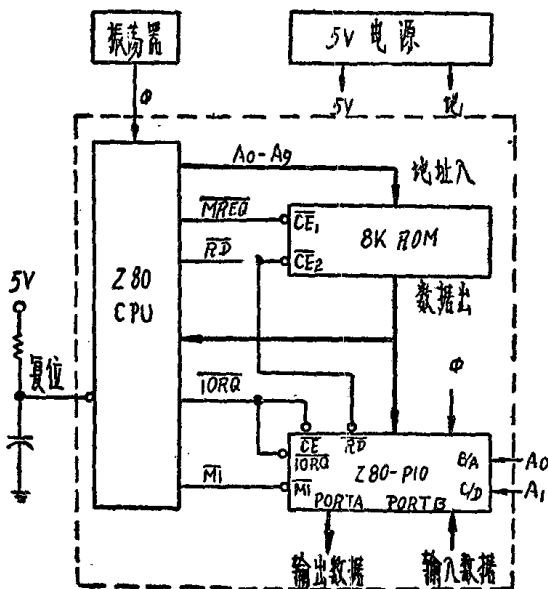 振荡器
5V 电源
Φ
5V
地
A0-A9
地址入
MREQ
CE1
8K ROM
RD
CE2
Z80
CPU
数据出
5V
复位
IORQ
Φ
CE
RD
IORQ
Z80-PIO
B/A
A0
M1
M1
C/D
A1
PORTA
PORTB
输出数据
输入数据